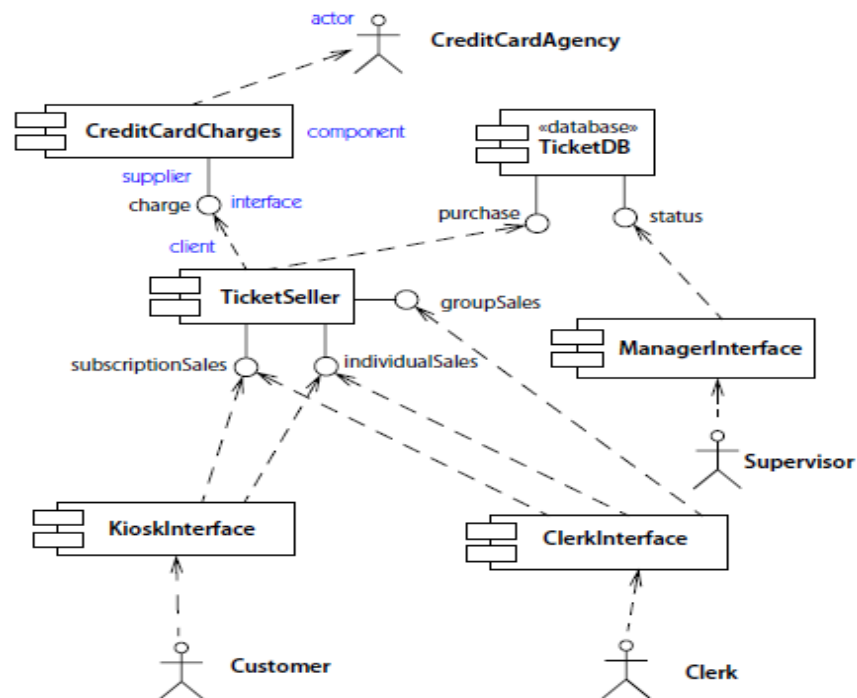 actor
CreditCardAgency
CreditCardCharges
component
«database»
TicketDB
supplier
charge
interface
purchase
status
client
TicketSeller
groupSales
subscriptionSales
individualSales
ManagerInterface
Supervisor
KioskInterface
ClerkInterface
Customer
Clerk